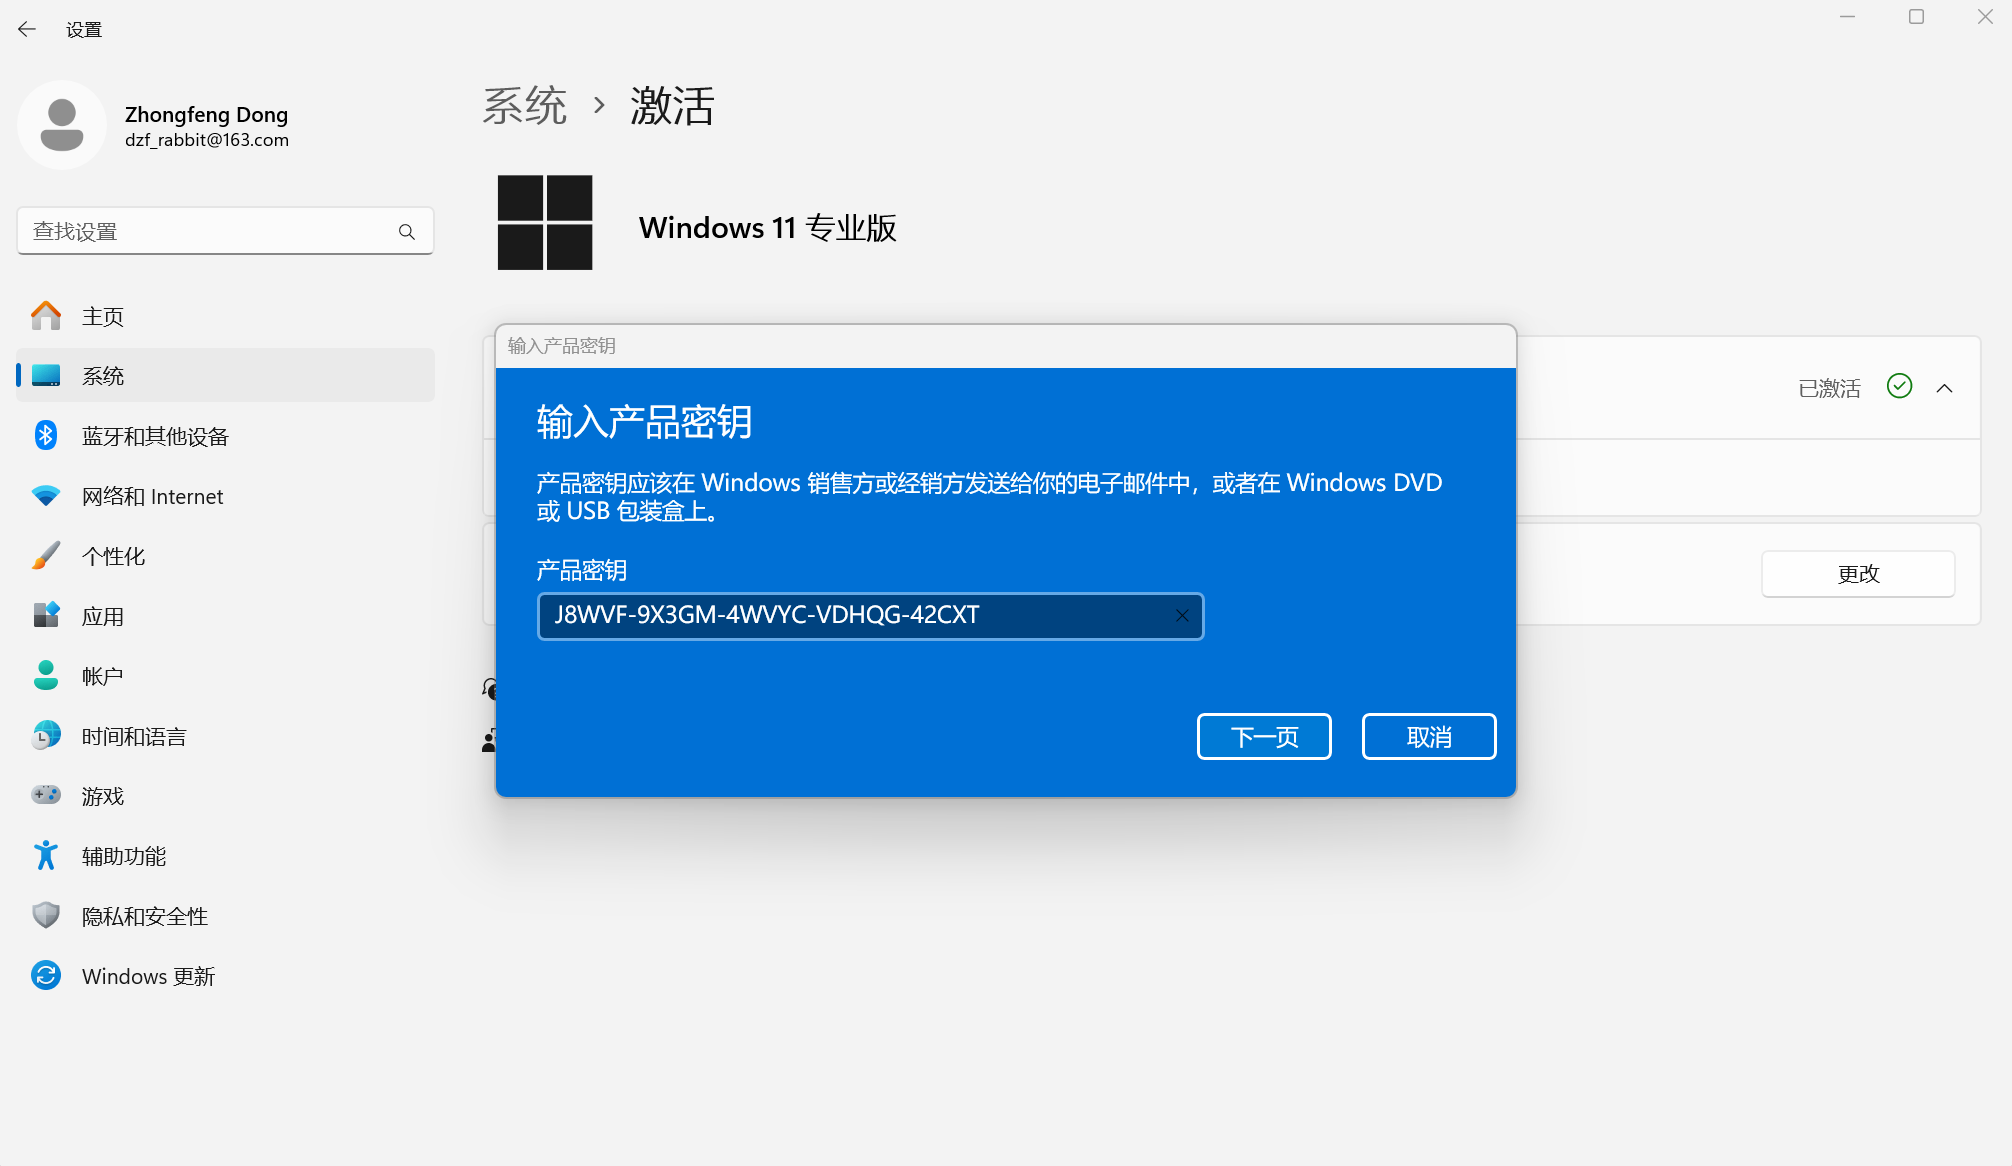 设置
Zhongfeng Dong
dzf_rabbit@163.com
查找设置
主页
系统
蓝牙和其他设备
网络和 Internet
个性化
应用
帐户
时间和语言
游戏
辅助功能
隐私和安全性
Windows 更新
系统 › 激活
Windows 11 专业版
已激活
更改
输入产品密钥
输入产品密钥
产品密钥应该在 Windows 销售方或经销方发送给你的电子邮件中，或者在 Windows DVD
或 USB 包装盒上。
产品密钥
J8WVF-9X3GM-4WVYC-VDHQG-42CXT
下一页
取消